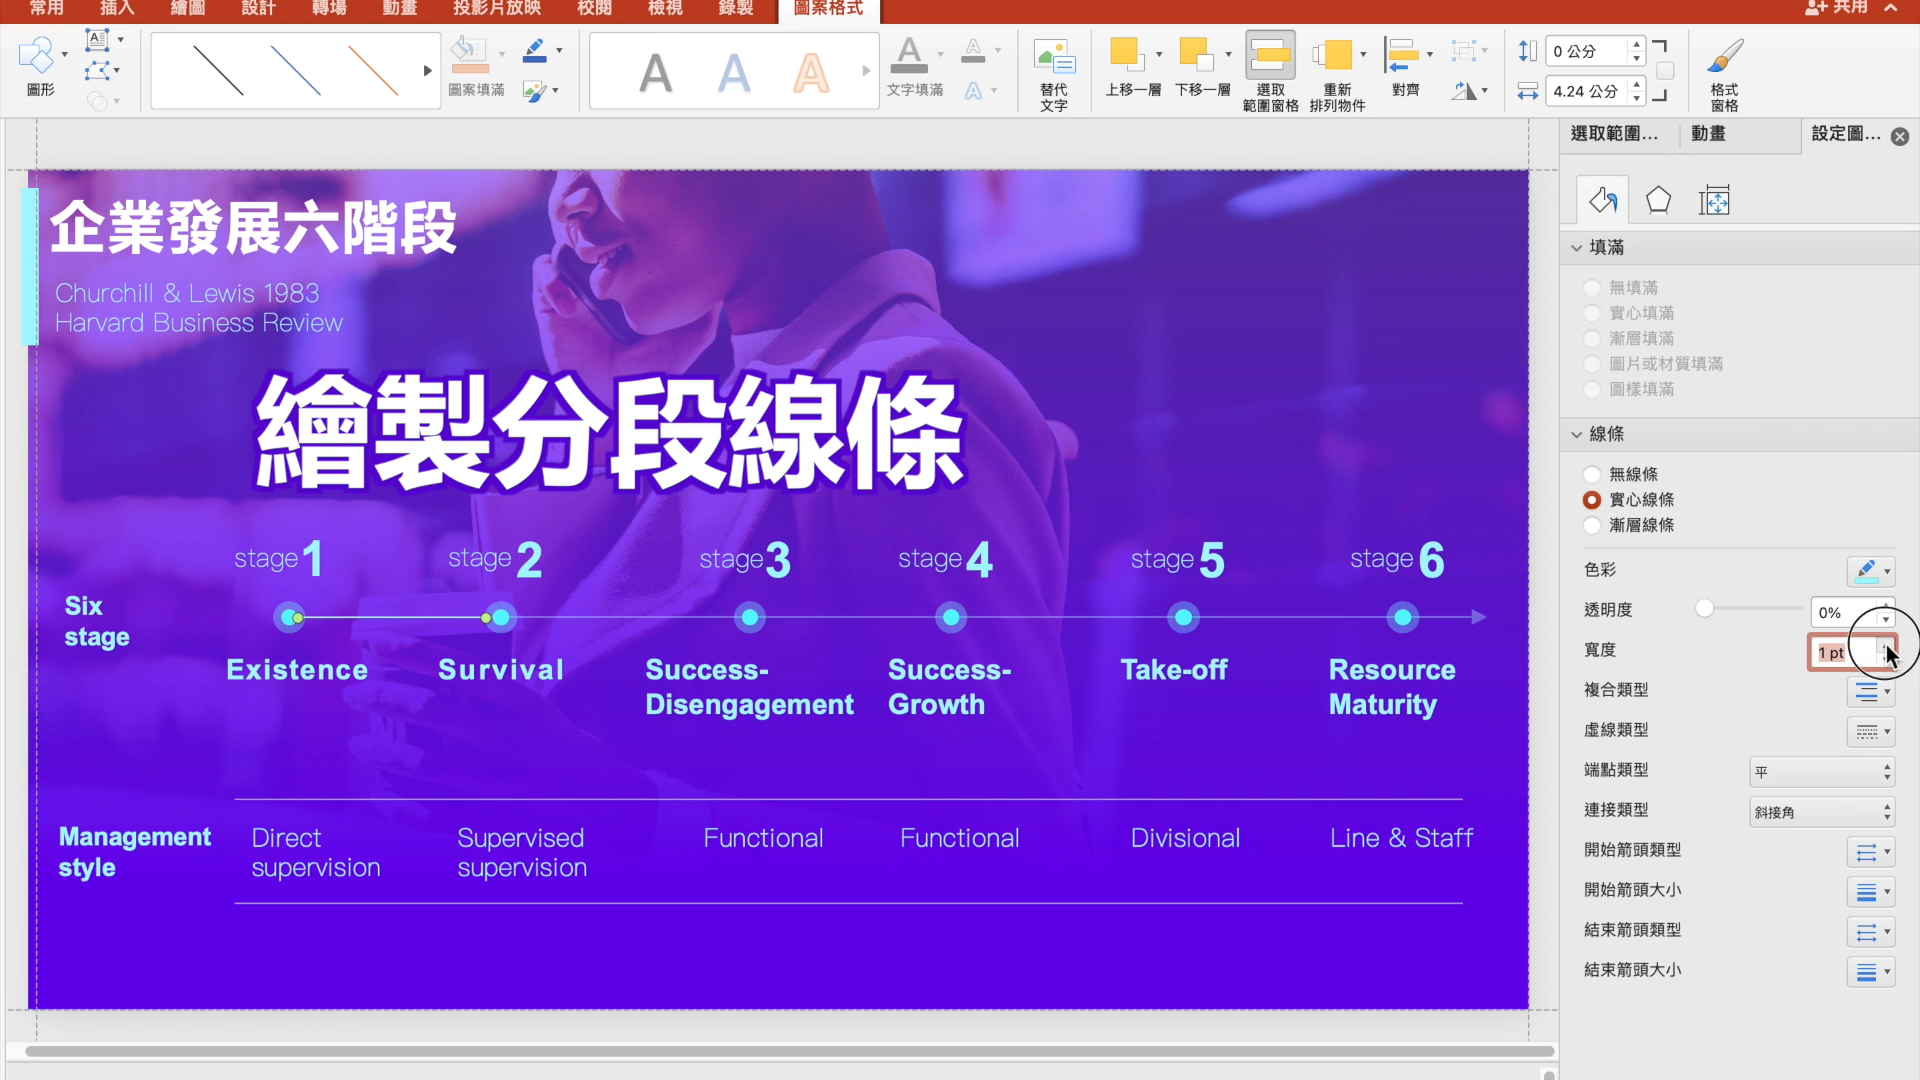 常用 插入 繪圖 設計 轉場 動畫 投影片放映 校閱 檢視 錄製 圖案格式 共用
圖形
圖案填滿
A A A
文字填滿
替代
文字
上移一層
下移一層
選取
範圍窗格
重新
排列物件
對齊
0 公分
4.24 公分
格式
窗格
選取範圍... 動畫 設定圖...
企業發展六階段
Churchill & Lewis 1983
Harvard Business Review
繪製分段線條
stage 1 stage 2 stage 3 stage 4 stage 5 stage 6
Six
stage
Existence Survival Success- Success- Take-off Resource
Disengagement Growth Maturity
Management
style
Direct Supervised Functional Functional Divisional Line & Staff
supervision supervision
填滿
無填滿
實心填滿
漸層填滿
圖片或材質填滿
圖樣填滿
線條
無線條
實心線條
漸層線條
色彩
透明度 0%
寬度 1 pt
複合類型
虛線類型
端點類型 平
連接類型 斜接角
開始箭頭類型
開始箭頭大小
結束箭頭類型
結束箭頭大小